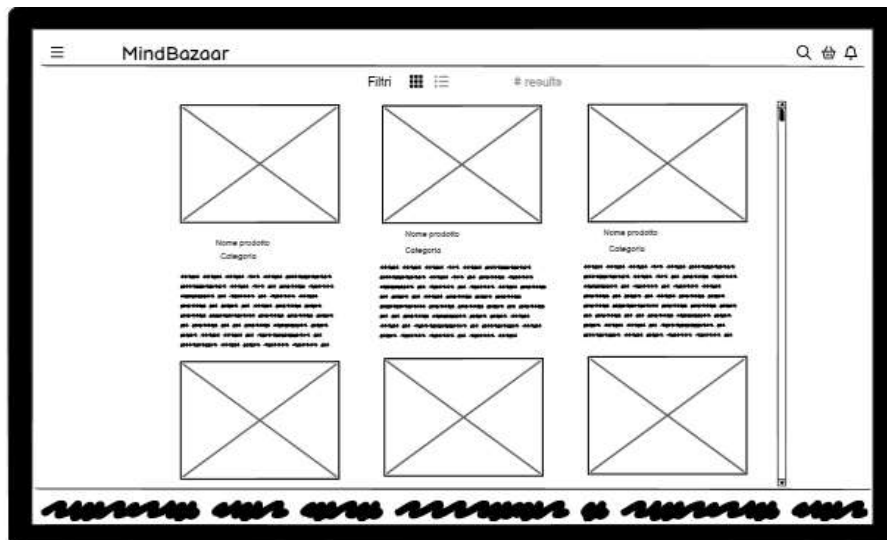 MindBazaar
Filtri # results
Nome prodotto
Categoria
Nome prodotto
Categoria
Nome prodotto
Categoria